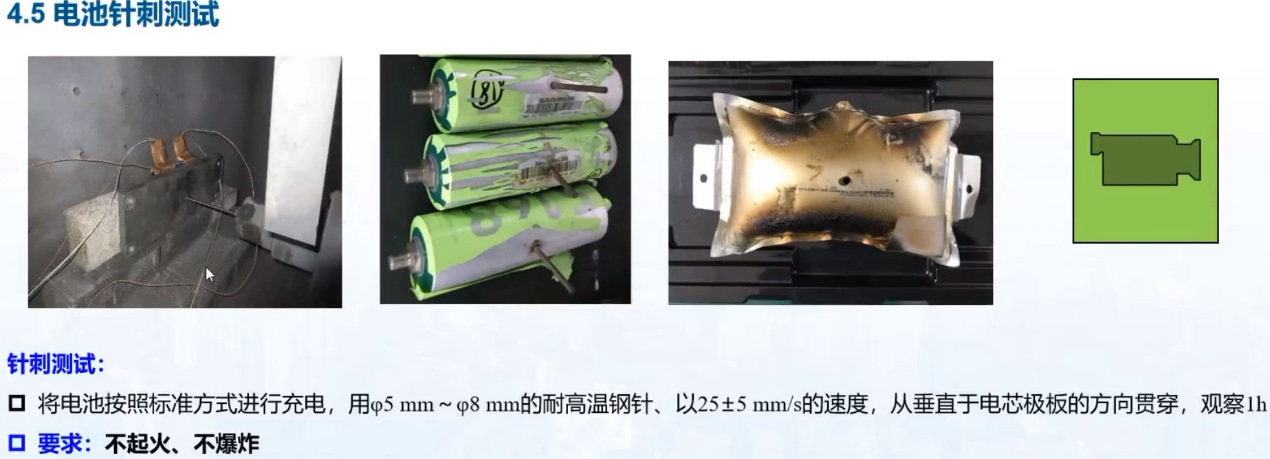 4.5 电池针刺测试
针刺测试：
将电池按照标准方式进行充电，用φ5 mm～φ8 mm的耐高温钢针、以25±5 mm/s的速度，从垂直于电芯极板的方向贯穿，观察1h
要求：不起火、不爆炸